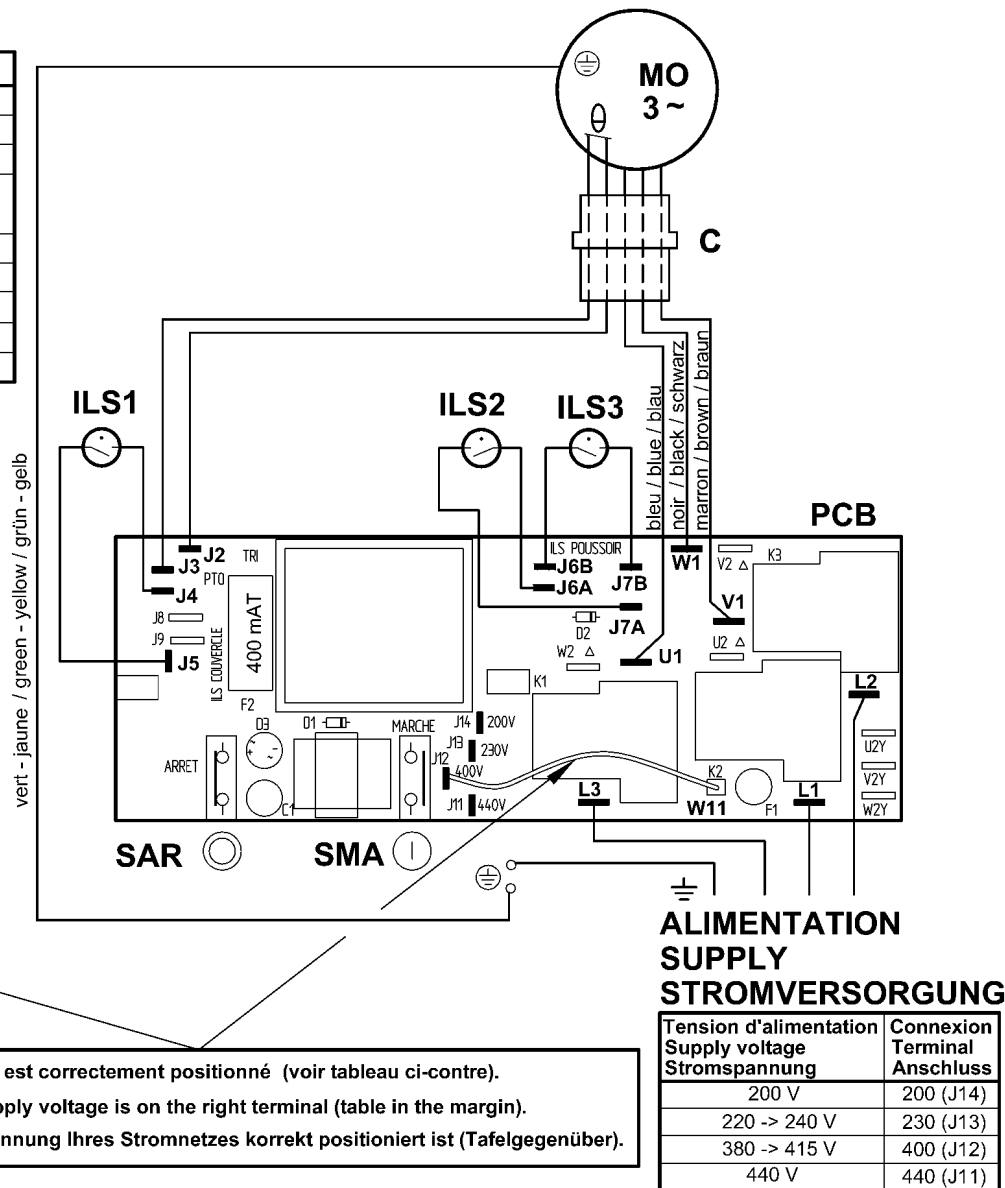 MO
3 ~
θ
C
bleu / blue / blau
noir / black / schwarz
marron / brown / braun
vert - jaune / green - yellow / grün - gelb
ILS1
ILS2
ILS3
PCB
J2
TRI
J3
PTO
J4
J8
J9
J5
ILS COUVERCLE
400 mAT
F2
ILS POUSSOIR
J6B
J6A
J7B
J7A
D2
W2 △
U1
W1
V2 △
K3
V1
U2 △
L2
K1
D3
D1
ARRET
C1
MARCHE
J14
200V
J13
230V
J12
400V
J11
440V
L3
K2
W11
F1
L1
U2Y
V2Y
W2Y
SAR
SMA
ALIMENTATION
SUPPLY
STROMVERSORGUNG
Tension d'alimentation
Supply voltage
Stromspannung
Connexion
Terminal
Anschluss
200 V
200 (J14)
220 -> 240 V
230 (J13)
380 -> 415 V
400 (J12)
440 V
440 (J11)
est correctement positionné (voir tableau ci-contre).
pply voltage is on the right terminal (table in the margin).
annung Ihres Stromnetzes korrekt positioniert ist (Tafelgegenüber).